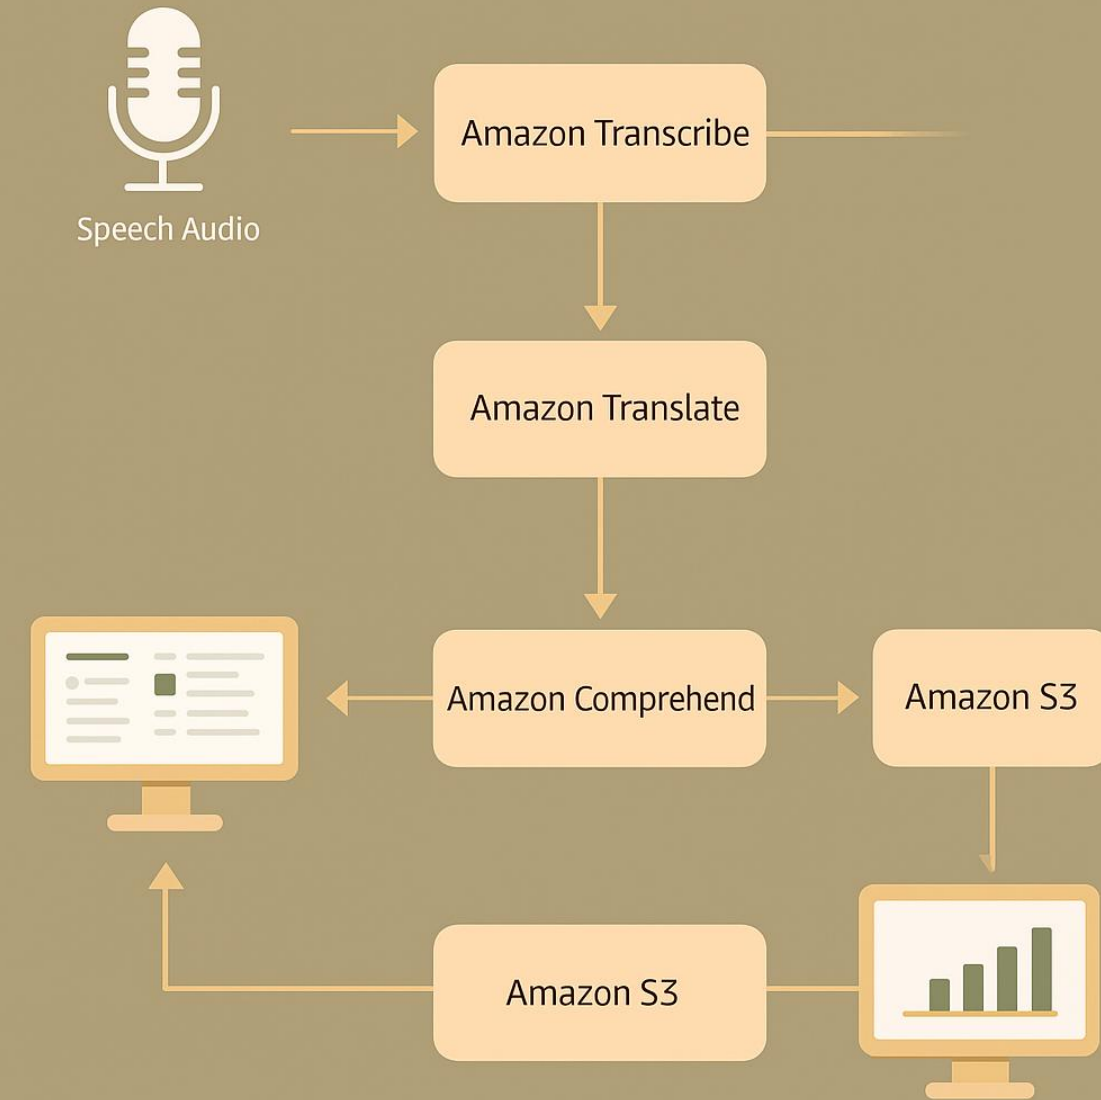 Speech Audio
Amazon Transcribe
Amazon Translate
Amazon Comprehend
Amazon S3
Amazon S3